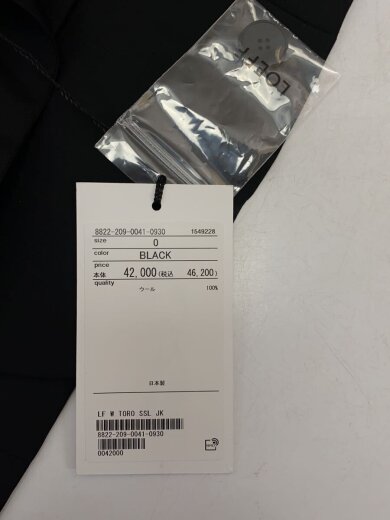 LOEFF
8822-209-0041-0930 1549228
size 0
color BLACK
price
本体 42,000(税込 46,200)
quality
ウール 100%
日本製
LF W TORO SSL JK
8822-209-0041-0930
0042000